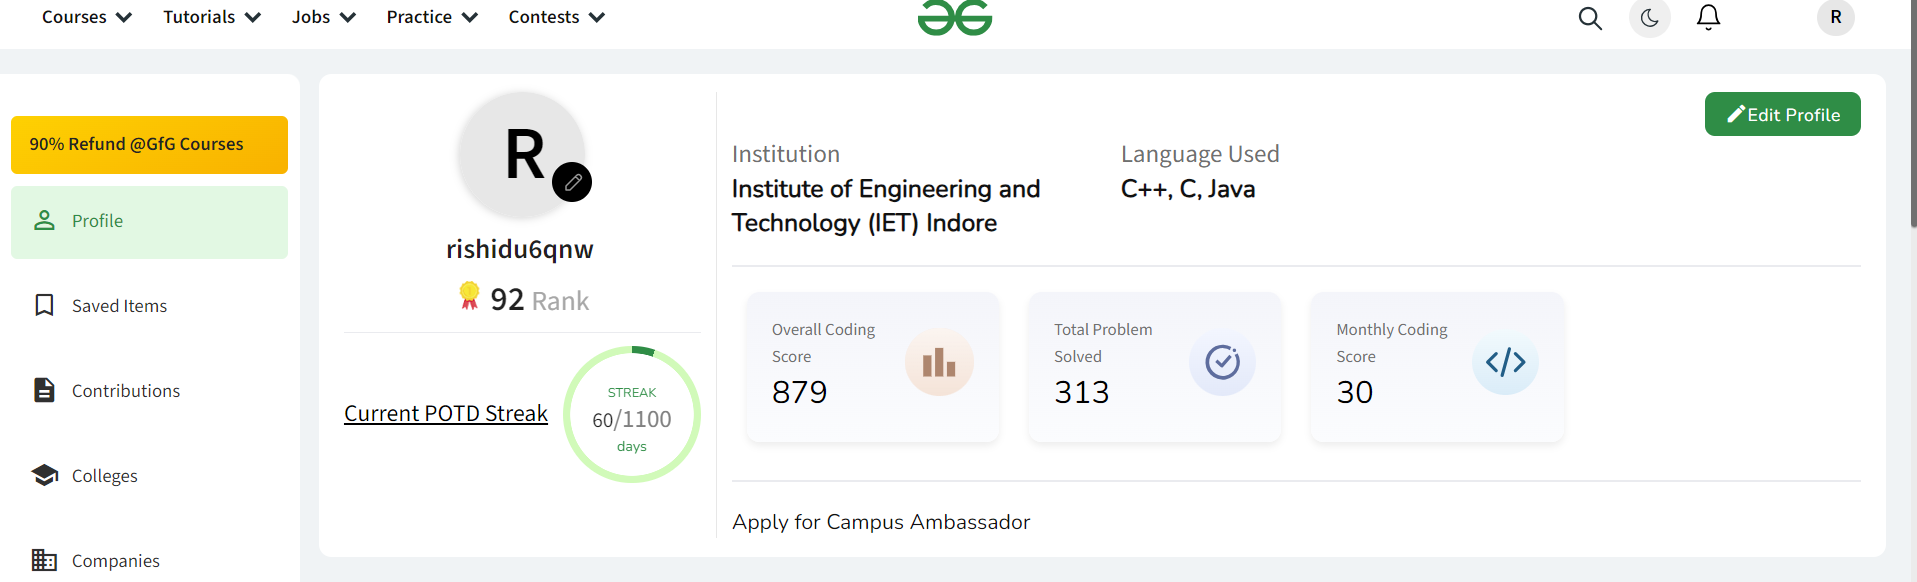 Courses Tutorials Jobs Practice Contests
R
90% Refund @GfG Courses
Profile
Saved Items
Contributions
Colleges
Companies
R
rishidu6qnw
92 Rank
Current POTD Streak
STREAK
60/1100
days
Edit Profile
Institution
Institute of Engineering and
Technology (IET) Indore
Language Used
C++, C, Java
Overall Coding
Score
879
Total Problem
Solved
313
Monthly Coding
Score
30
Apply for Campus Ambassador